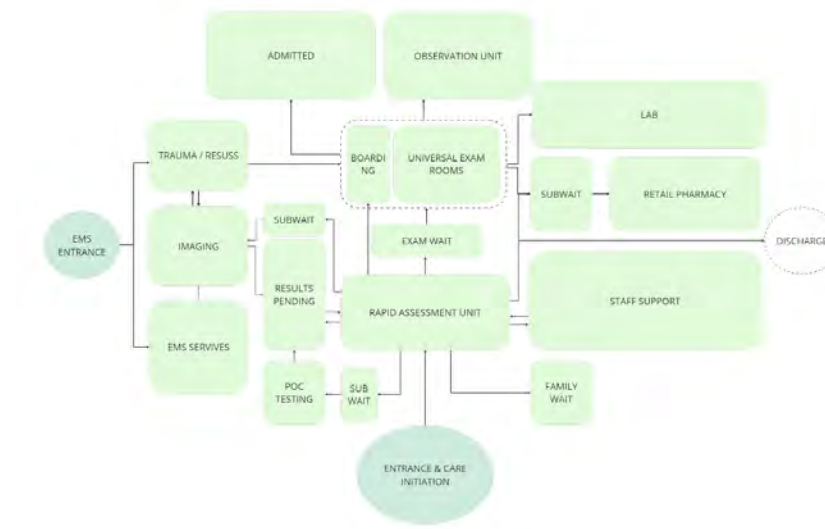 ADMITTED
OBSERVATION UNIT
LAB
TRAUMA / RESUSS
BOARDI
NG
UNIVERSAL EXAM
ROOMS
SUBWAIT
RETAIL PHARMACY
EMS
ENTRANCE
IMAGING
SUBWAIT
EXAM WAIT
DISCHARGE
RESULTS
PENDING
RAPID ASSESSMENT UNIT
STAFF SUPPORT
EMS SERVIVES
POC
TESTING
SUB
WAIT
FAMILY
WAIT
ENTRANCE & CARE
INITIATION